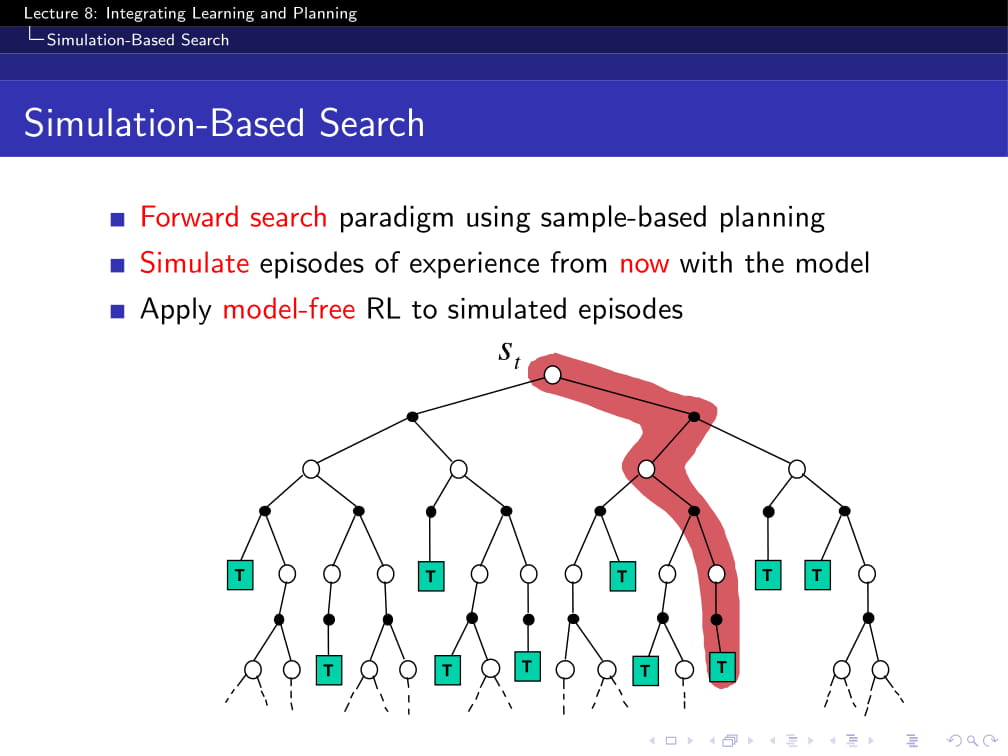 Lecture 8: Integrating Learning and Planning
Simulation-Based Search
Simulation-Based Search
Forward search paradigm using sample-based planning
Simulate episodes of experience from now with the model
Apply model-free RL to simulated episodes
s_t
T T T T T
T T T T T